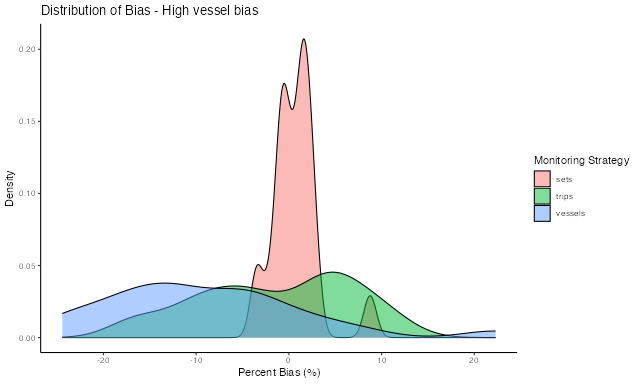 Distribution of Bias - High vessel bias
0.20
0.15
0.10
0.05
0.00
Density
-20 -10 0 10 20
Percent Bias (%)
Monitoring Strategy
sets
trips
vessels